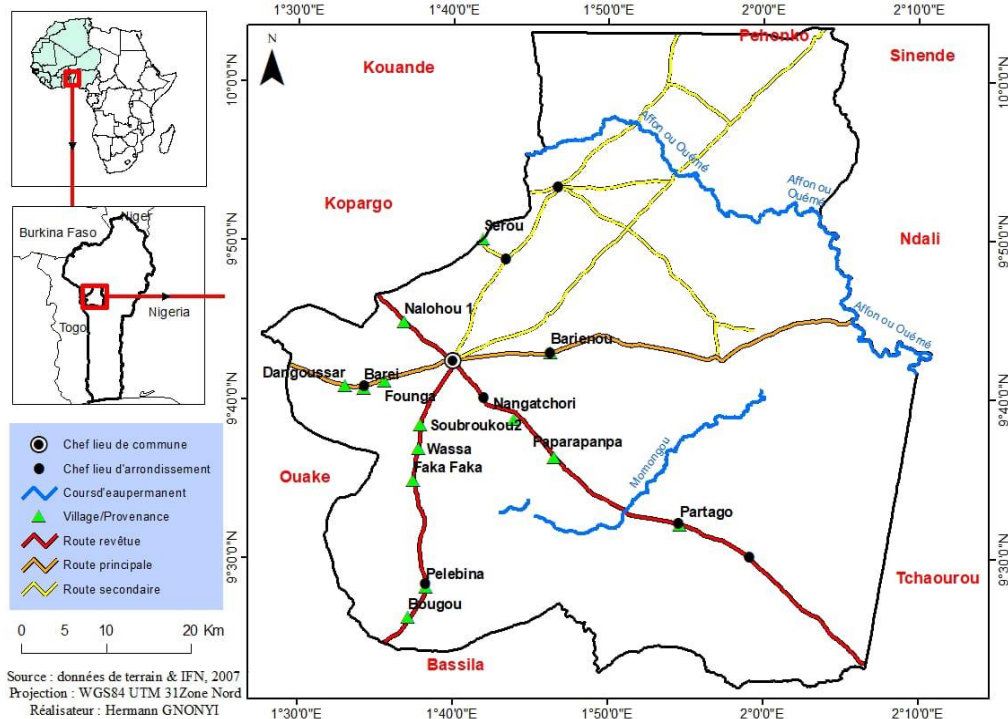 1°30'0"E 1°40'0"E 1°50'0"E 2°0'0"E 2°10'0"E
N
Pehonko
Kouande
Sinende
10°0'0"N
10°0'0"N
Affon ou Ouémé
Affon ou
Ouémé
Kopargo
Niger
Burkina Faso
Serou
Ndali
9°50'0"N
9°50'0"N
Togo
Nigeria
Nalohou 1
Affon ou Ouémé
Barienou
Dangoussar
Barei
Founga
Nangatchori
9°40'0"N
9°40'0"N
Soubroukou2
Wassa
Paparapanpa
Faka Faka
Momongou
Ouake
Partago
9°30'0"N
9°30'0"N
Tchaourou
Pelebina
Bougou
Bassila
Chef lieu de commune
Chef lieu d'arrondissement
Coursd'eaupermanent
Village/Provenance
Route revêtue
Route principale
Route secondaire
0 5 10 20 Km
Source : données de terrain & IFN, 2007
Projection : WGS84 UTM 31Zone Nord
Réalisateur : Hermann GNONYI
1°30'0"E 1°40'0"E 1°50'0"E 2°0'0"E 2°10'0"E